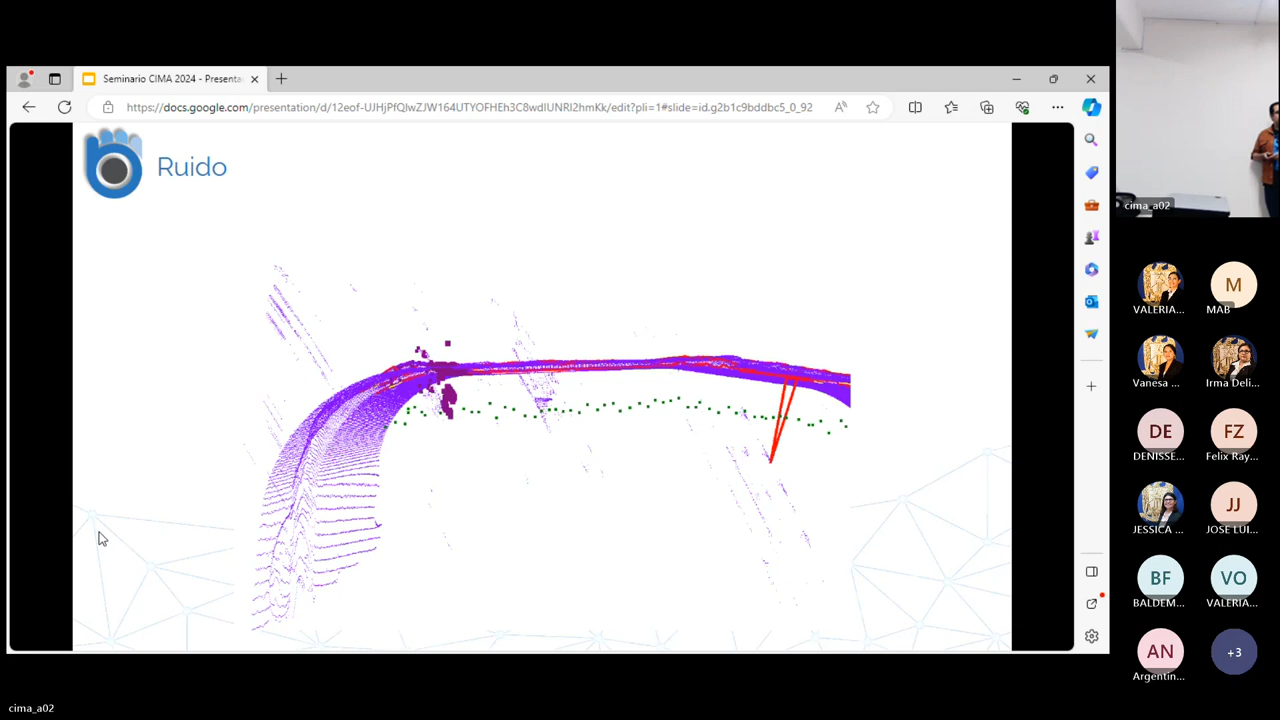 Seminario CIMA 2024 - Presenta
https://docs.google.com/presentation/d/12eof-UJHjPfQIwZJW164UTYOFHEh3C8wdIUNRI2hmKk/edit?pli=1#slide=id.g2b1c9bddbc5_0_92
Ruido
cima_a02
VALERIA...
MAB
M
Vanesa ...
Irma Deli...
DE
FZ
DENISSE...
Felix Ray...
JJ
JESSICA ...
JOSE LUI...
BF
VO
BALDEM...
VALERIA...
AN
+3
Argentin...
cima_a02